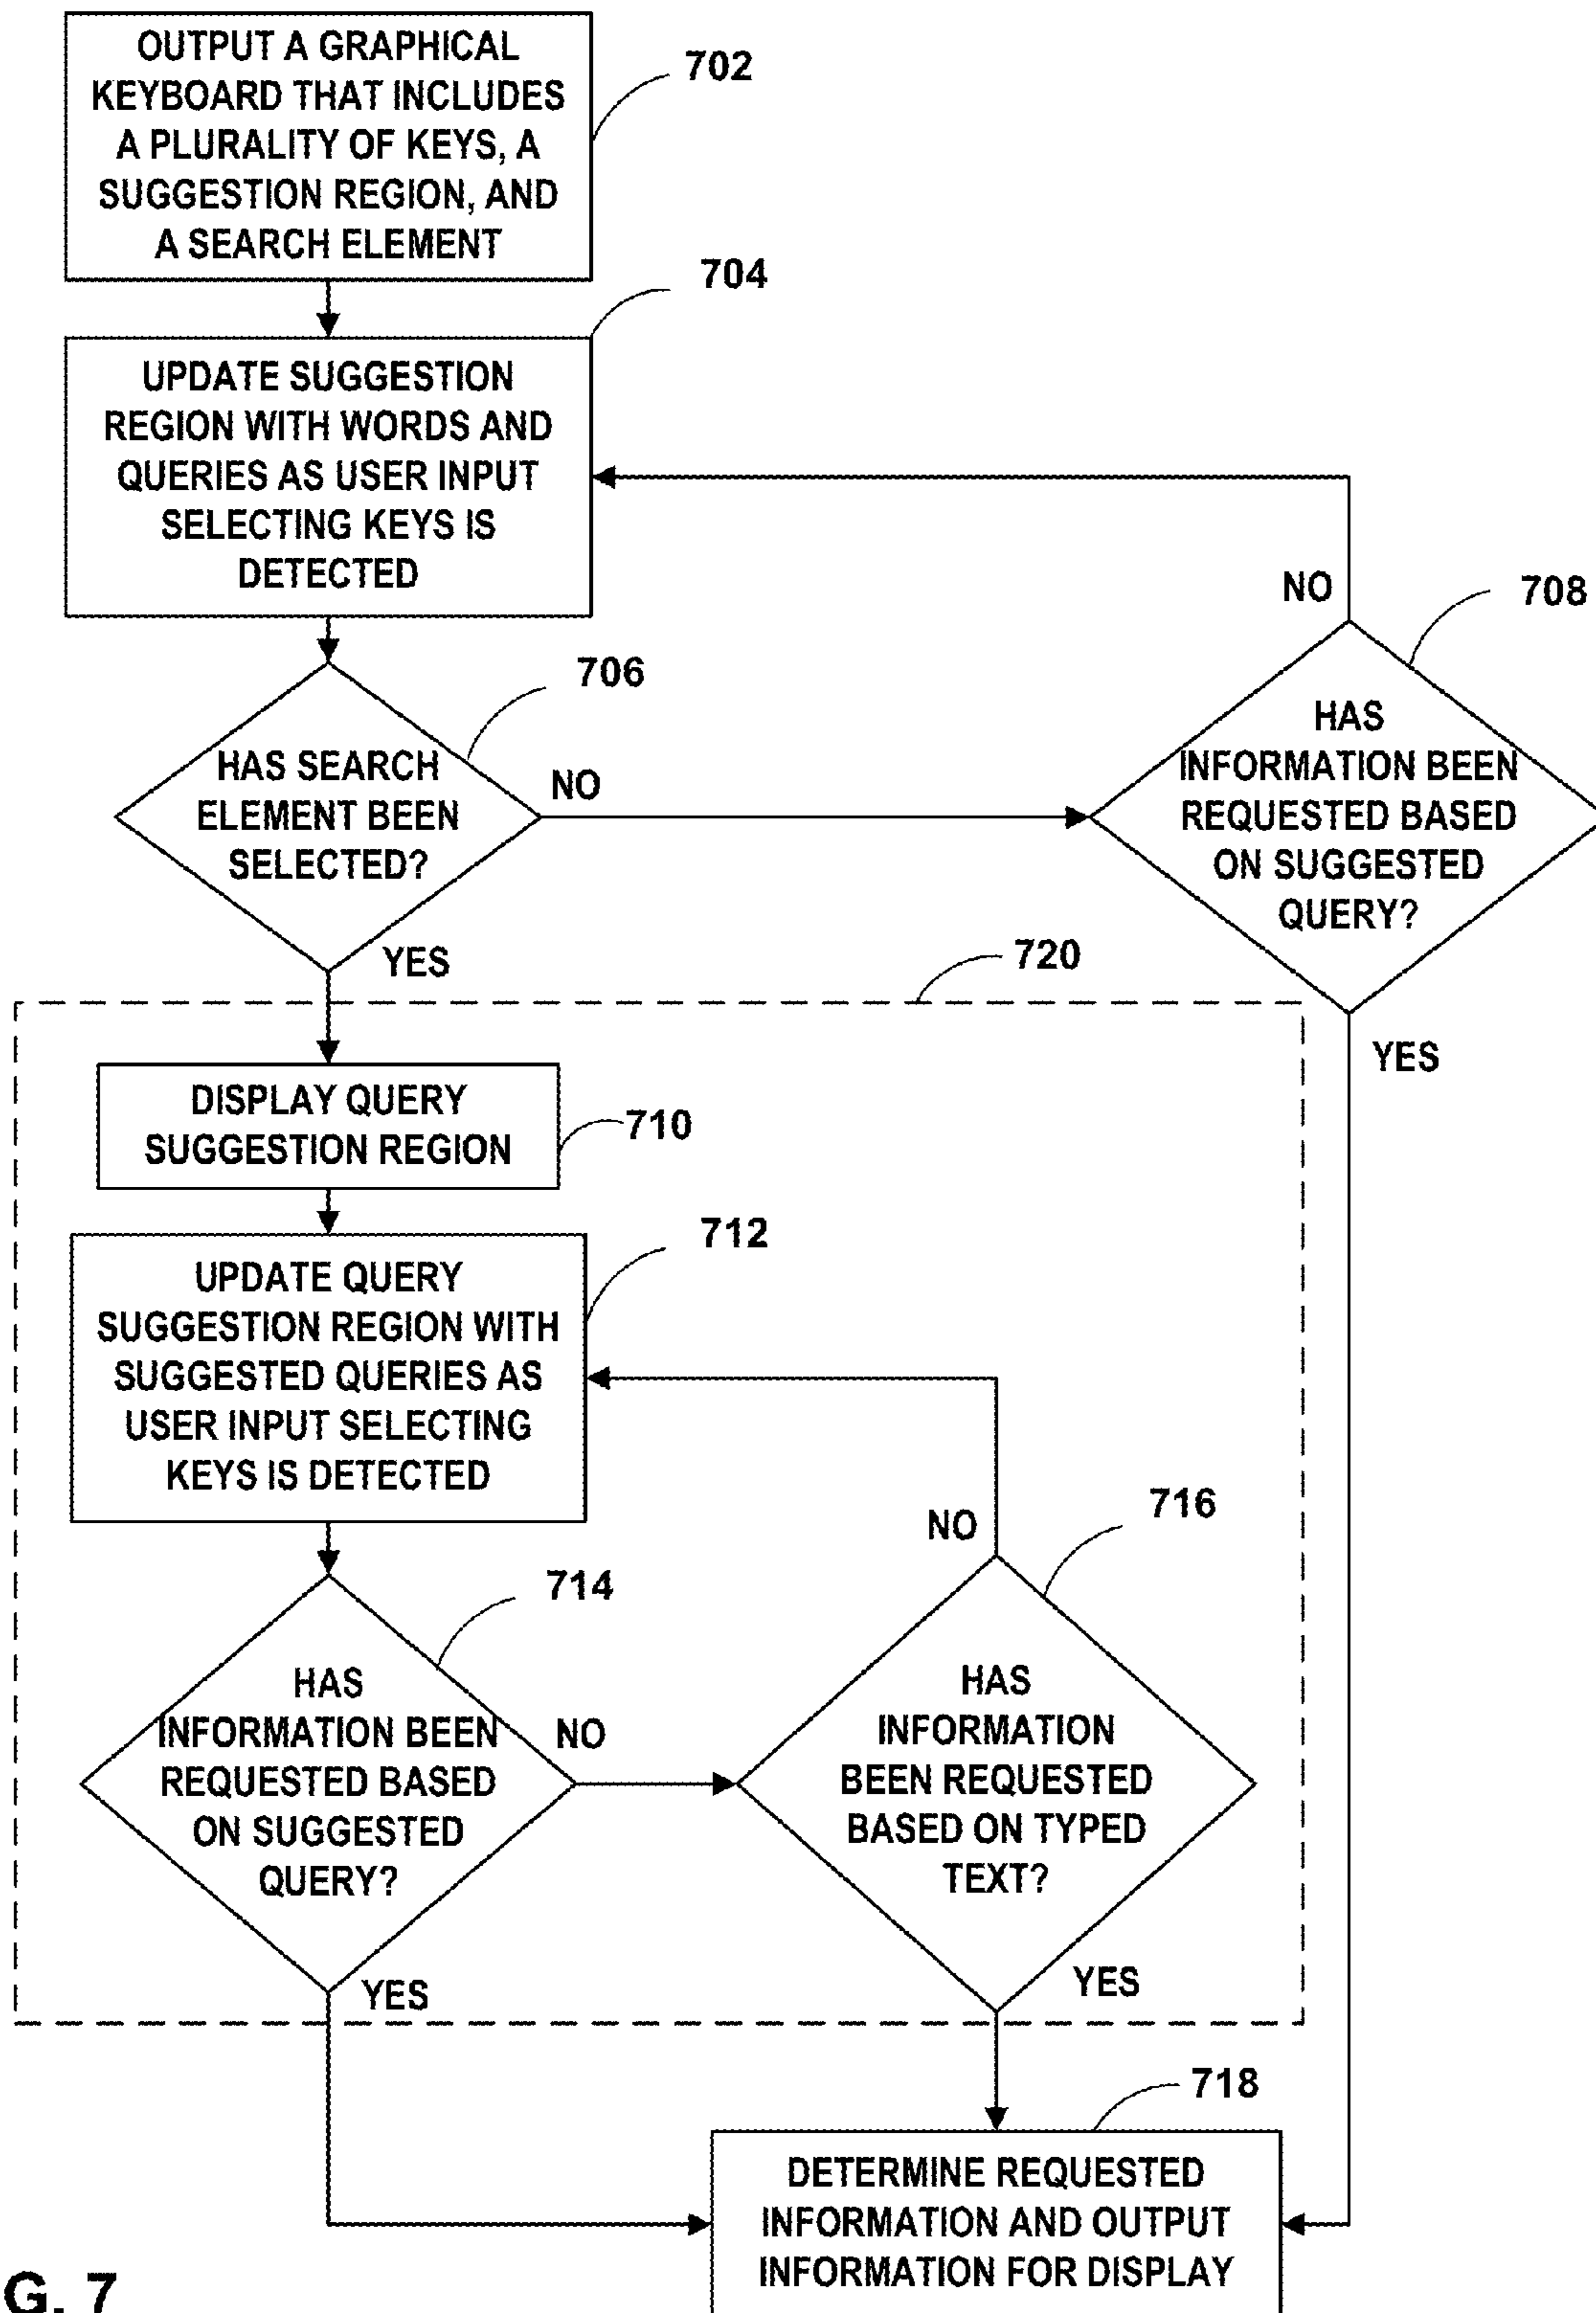 OUTPUT A GRAPHICAL
KEYBOARD THAT INCLUDES
A PLURALITY OF KEYS, A
SUGGESTION REGION, AND
A SEARCH ELEMENT
702
704
UPDATE SUGGESTION
REGION WITH WORDS AND
QUERIES AS USER INPUT
SELECTING KEYS IS
DETECTED
706
HAS SEARCH
ELEMENT BEEN
SELECTED?
NO
YES
NO
708
HAS
INFORMATION BEEN
REQUESTED BASED
ON SUGGESTED
QUERY?
YES
720
DISPLAY QUERY
SUGGESTION REGION
710
712
UPDATE QUERY
SUGGESTION REGION WITH
SUGGESTED QUERIES AS
USER INPUT SELECTING
KEYS IS DETECTED
714
HAS
INFORMATION BEEN
REQUESTED BASED
ON SUGGESTED
QUERY?
NO
YES
NO
716
HAS
INFORMATION
BEEN REQUESTED
BASED ON TYPED
TEXT?
YES
718
DETERMINE REQUESTED
INFORMATION AND OUTPUT
INFORMATION FOR DISPLAY
G. 7